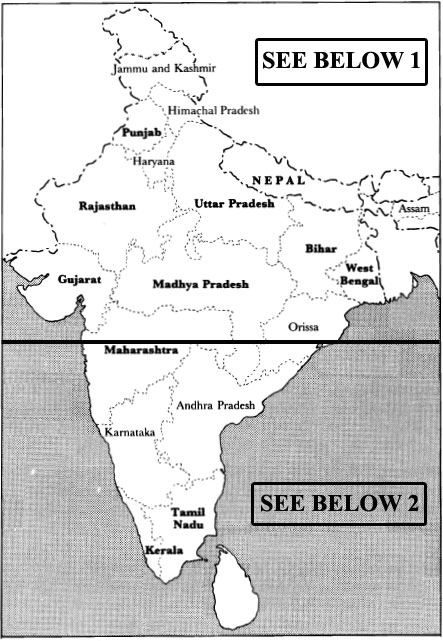 SEE BELOW 1
Jammu and Kashmir
Himachal Pradesh
Punjab
Haryana
NEPAL
Rajasthan
Uttar Pradesh
Assam
Bihar
Gujarat
Madhya Pradesh
West
Bengal
Orissa
Maharashtra
Andhra Pradesh
Karnataka
SEE BELOW 2
Tamil
Nadu
Kerala